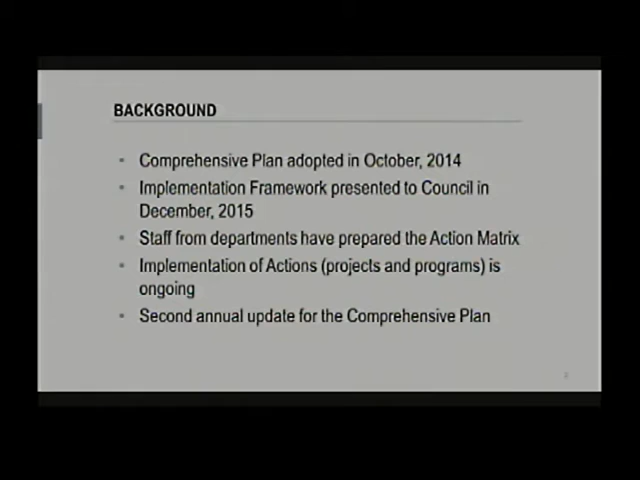 BACKGROUND
Comprehensive Plan adopted in October, 2014
Implementation Framework presented to Council in
December, 2015
Staff from departments have prepared the Action Matrix
Implementation of Actions (projects and programs) is
ongoing
Second annual update for the Comprehensive Plan